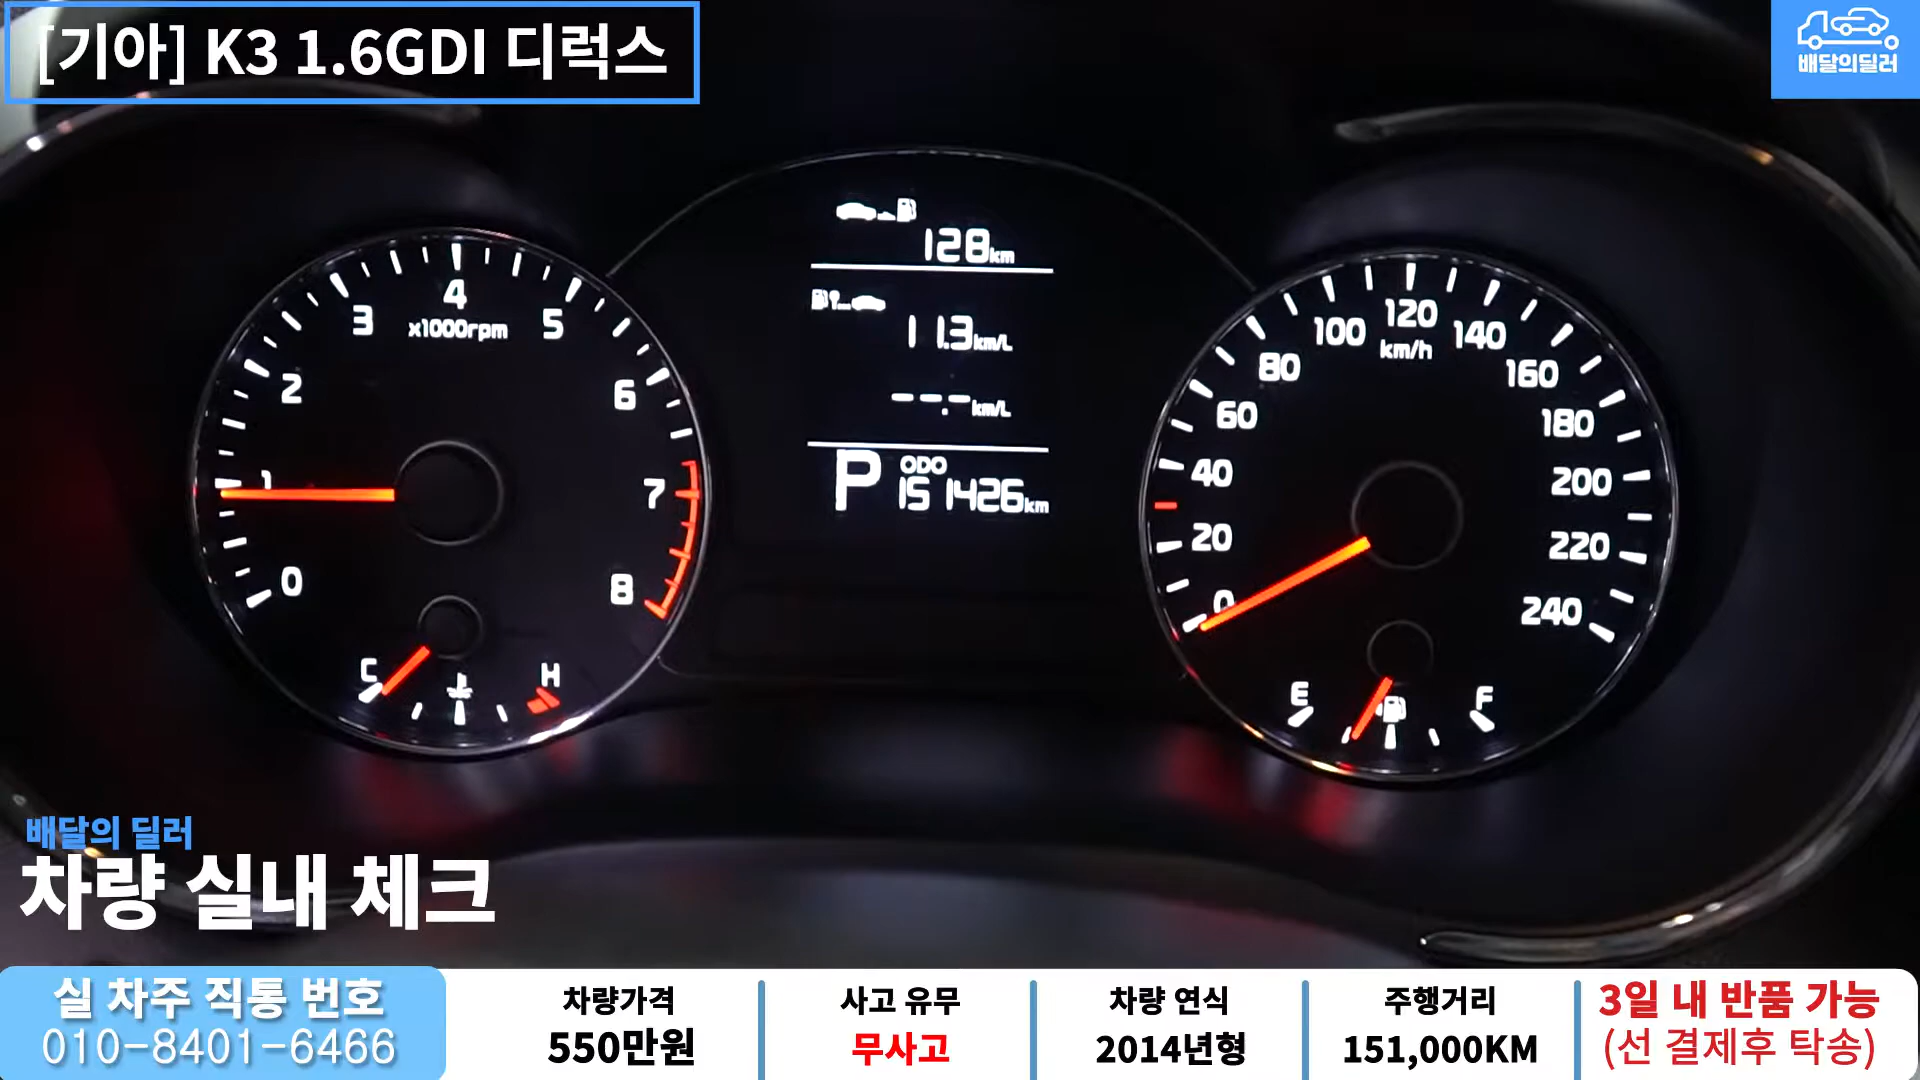 [기아] K3 1.6GDI 디럭스
배달의딜러
128km
11.3km/L
--.-km/L
P ODO 151426km
0
1
2
3
4
5
6
7
8
x1000rpm
C
H
0
20
40
60
80
100
120
140
160
180
200
220
240
km/h
E
F
배달의 딜러
차량 실내 체크
실 차주 직통 번호
010-8401-6466
차량가격
550만원
사고 유무
무사고
차량 연식
2014년형
주행거리
151,000KM
3일 내 반품 가능
(선 결제후 탁송)